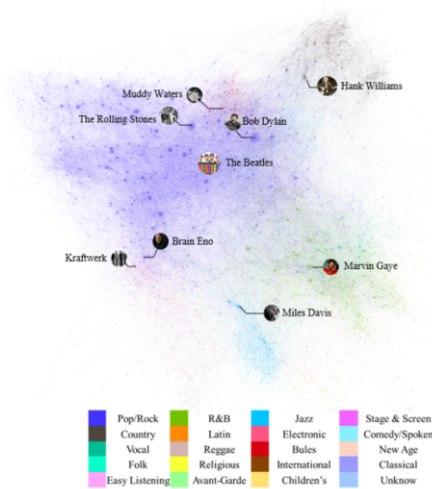 Hank Williams
Muddy Waters
The Rolling Stones
Bob Dylan
The Beatles
Brain Eno
Kraftwerk
Marvin Gaye
Miles Davis
Pop/Rock R&B Jazz Stage & Screen
Country Latin Electronic Comedy/Spoken
Vocal Reggae Bules New Age
Folk Religious International Classical
Easy Listening Avant-Garde Children's Unknow